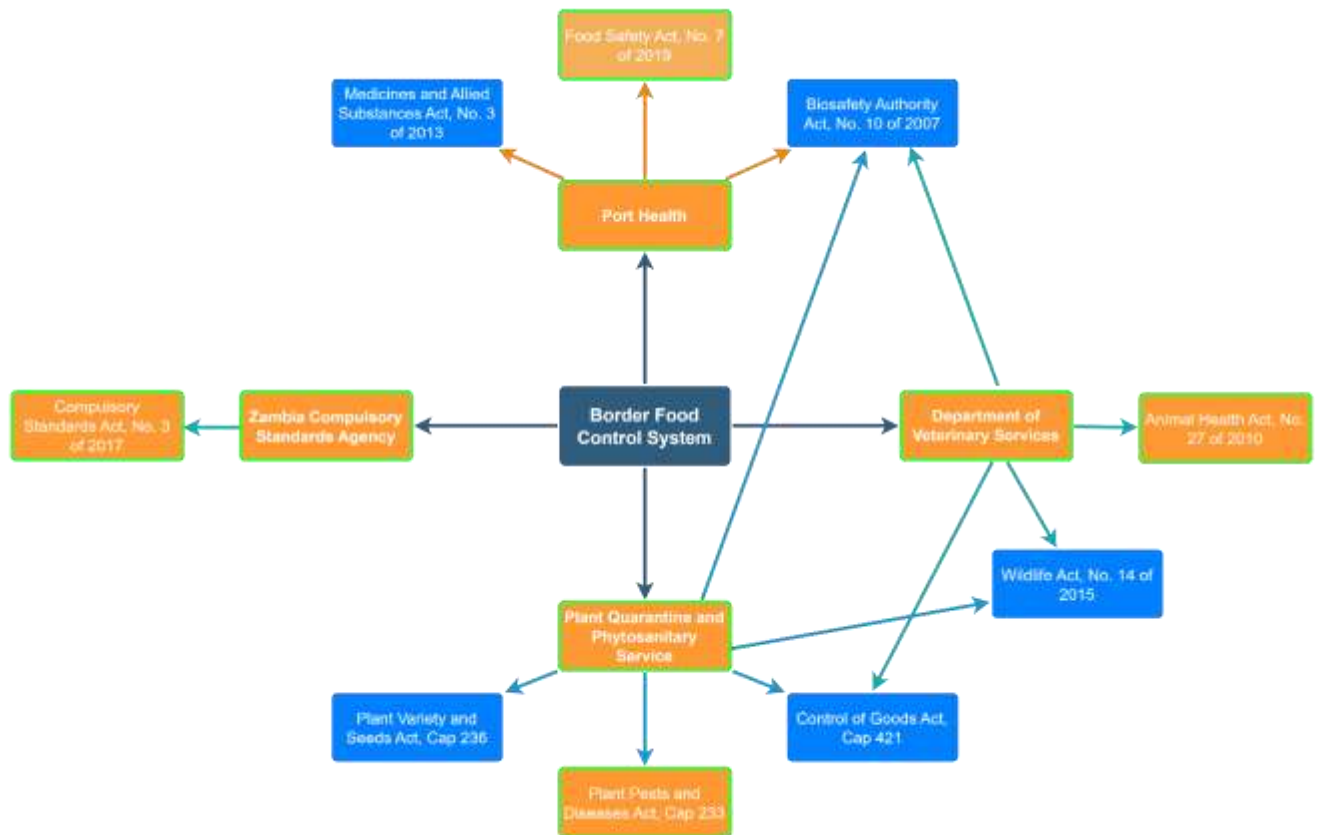 Food Safety Act, No. 7
of 2019
Medicines and Allied
Substances Act, No. 3
of 2013
Biosafety Authority
Act, No. 10 of 2007
Port Health
Compulsory
Standards Act, No. 3
of 2017
Zambia Compulsory
Standards Agency
Border Food
Control System
Department of
Veterinary Services
Animal Health Act, No.
27 of 2010
Wildlife Act, No. 14 of
2015
Plant Quarantine and
Phytosanitary
Service
Plant Variety and
Seeds Act, Cap 236
Control of Goods Act,
Cap 421
Plant Pests and
Diseases Act, Cap 233